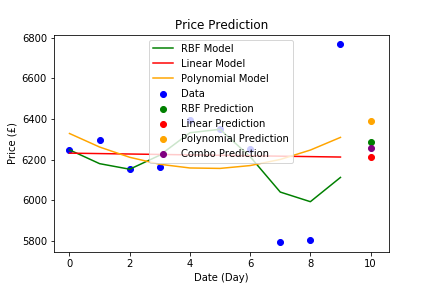 Price Prediction
6800
6600
6400
6200
6000
5800
Price (£)
RBF Model
Linear Model
Polynomial Model
Data
RBF Prediction
Linear Prediction
Polynomial Prediction
Combo Prediction
0
2
4
6
8
10
Date (Day)